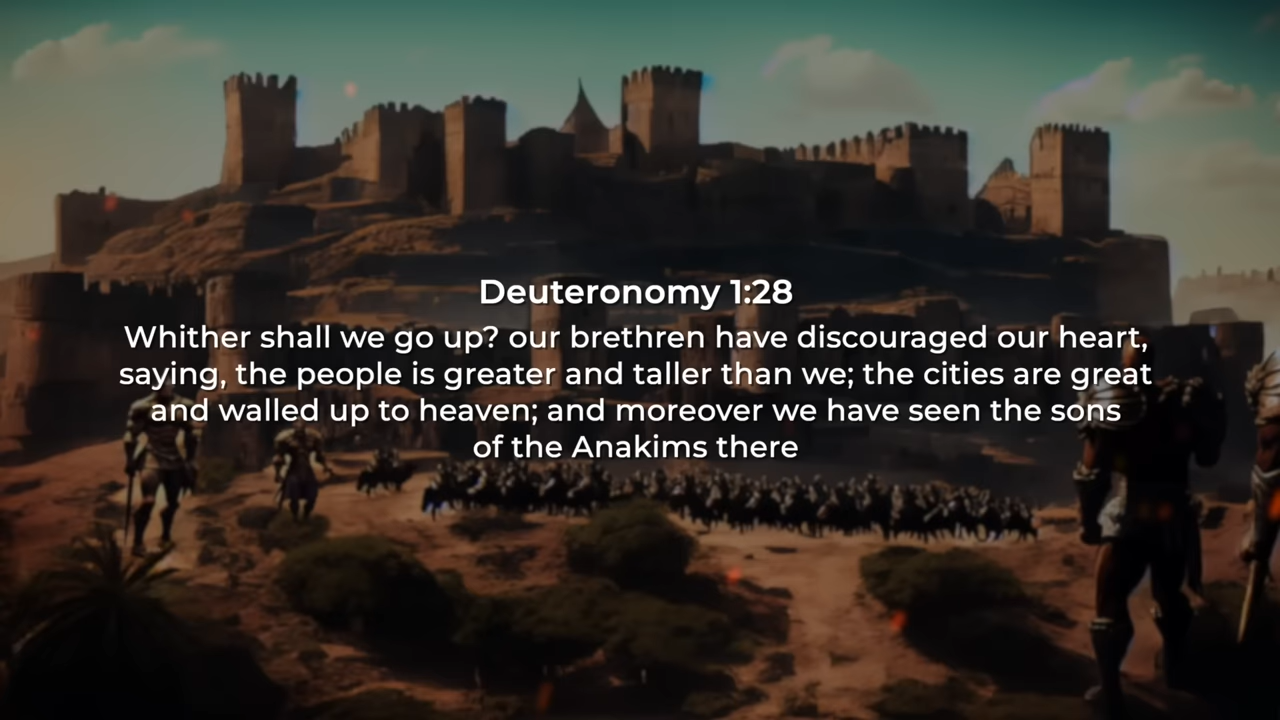 Deuteronomy 1:28
Whither shall we go up? our brethren have discouraged our heart,
saying, the people is greater and taller than we; the cities are great
and walled up to heaven; and moreover we have seen the sons
of the Anakims there